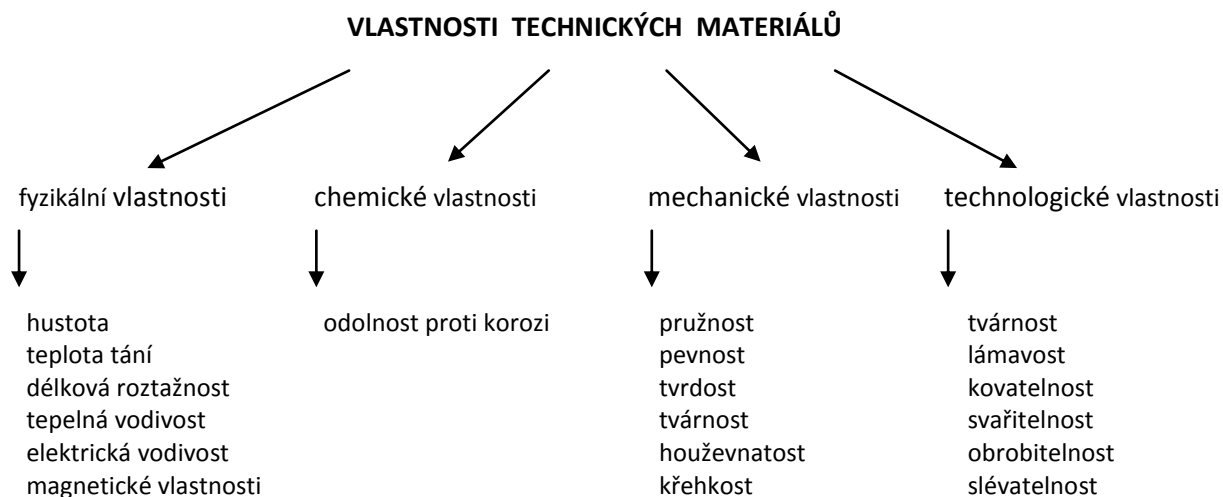 VLASTNOSTI TECHNICKÝCH MATERIÁLŮ
fyzikální vlastnosti
chemické vlastnosti
mechanické vlastnosti
technologické vlastnosti
hustota
teplota tání
délková roztažnost
tepelná vodivost
elektrická vodivost
magnetické vlastnosti
odolnost proti korozi
pružnost
pevnost
tvrdost
tvárnost
houževnatost
křehkost
tvárnost
lámavost
kovatelnost
svařitelnost
obrobitelnost
slévatelnost